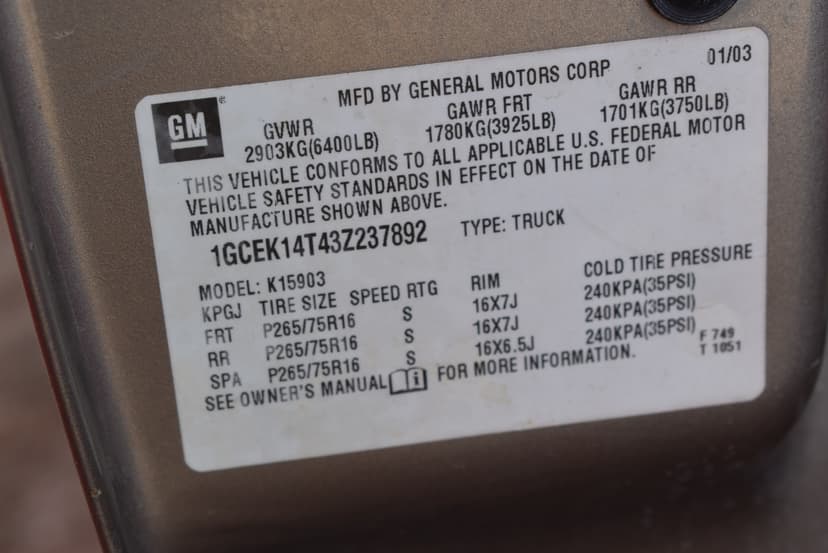 GM
MFD BY GENERAL MOTORS CORP 01/03
GVWR GAWR FRT GAWR RR
2903KG(6400LB) 1780KG(3925LB) 1701KG(3750LB)
THIS VEHICLE CONFORMS TO ALL APPLICABLE U.S. FEDERAL MOTOR
VEHICLE SAFETY STANDARDS IN EFFECT ON THE DATE OF
MANUFACTURE SHOWN ABOVE.
1GCEK14T43Z237892 TYPE: TRUCK
MODEL: K15903
KPGJ TIRE SIZE SPEED RTG RIM COLD TIRE PRESSURE
FRT P265/75R16 S 16X7J 240KPA(35PSI)
RR P265/75R16 S 16X7J 240KPA(35PSI)
SPA P265/75R16 S 16X6.5J 240KPA(35PSI)
SEE OWNER'S MANUAL FOR MORE INFORMATION.
F 749
T 1051